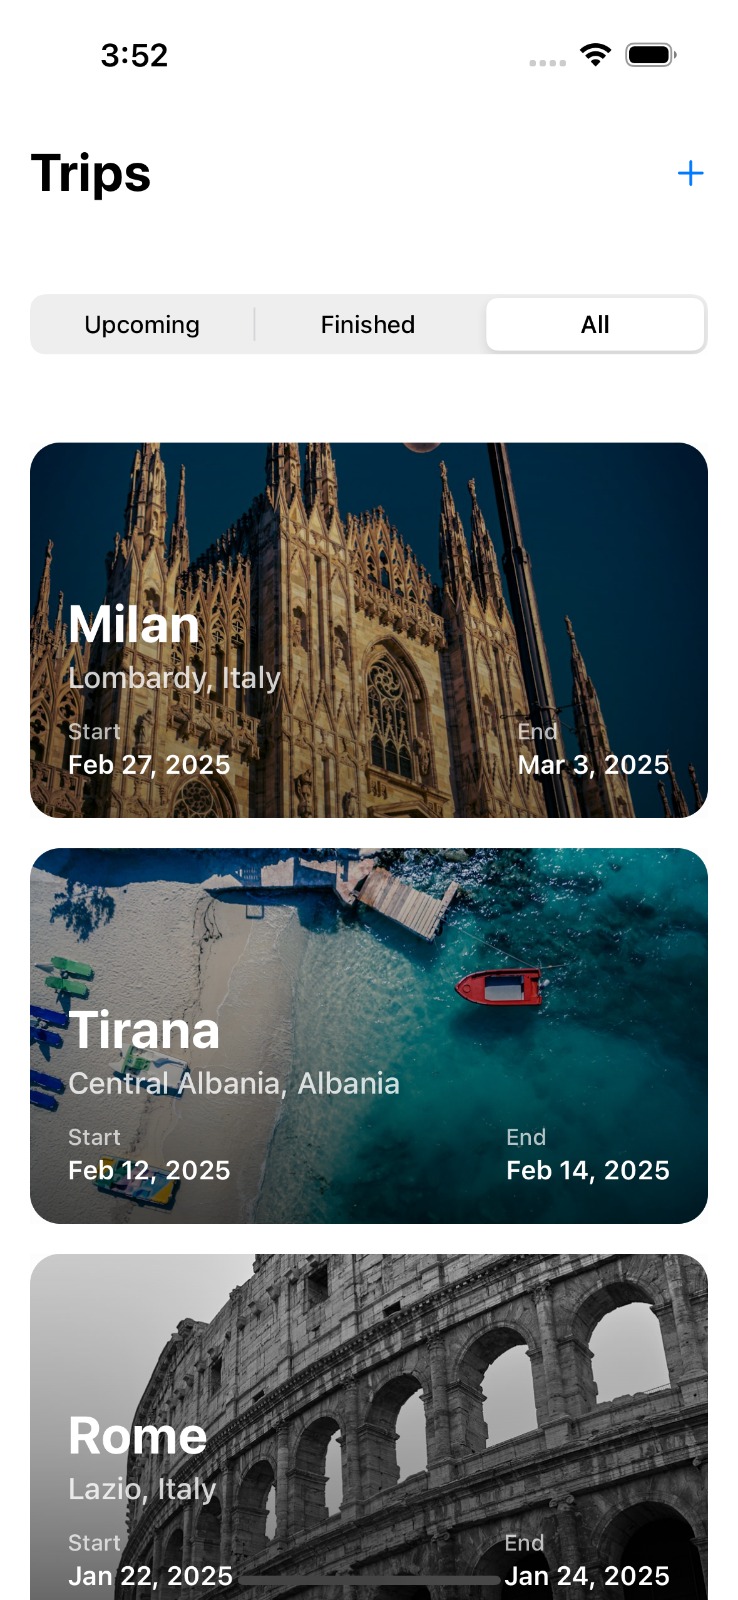 3:52
Trips
Upcoming Finished All
Milan
Lombardy, Italy
Start End
Feb 27, 2025 Mar 3, 2025
Tirana
Central Albania, Albania
Start End
Feb 12, 2025 Feb 14, 2025
Rome
Lazio, Italy
Start End
Jan 22, 2025 Jan 24, 2025